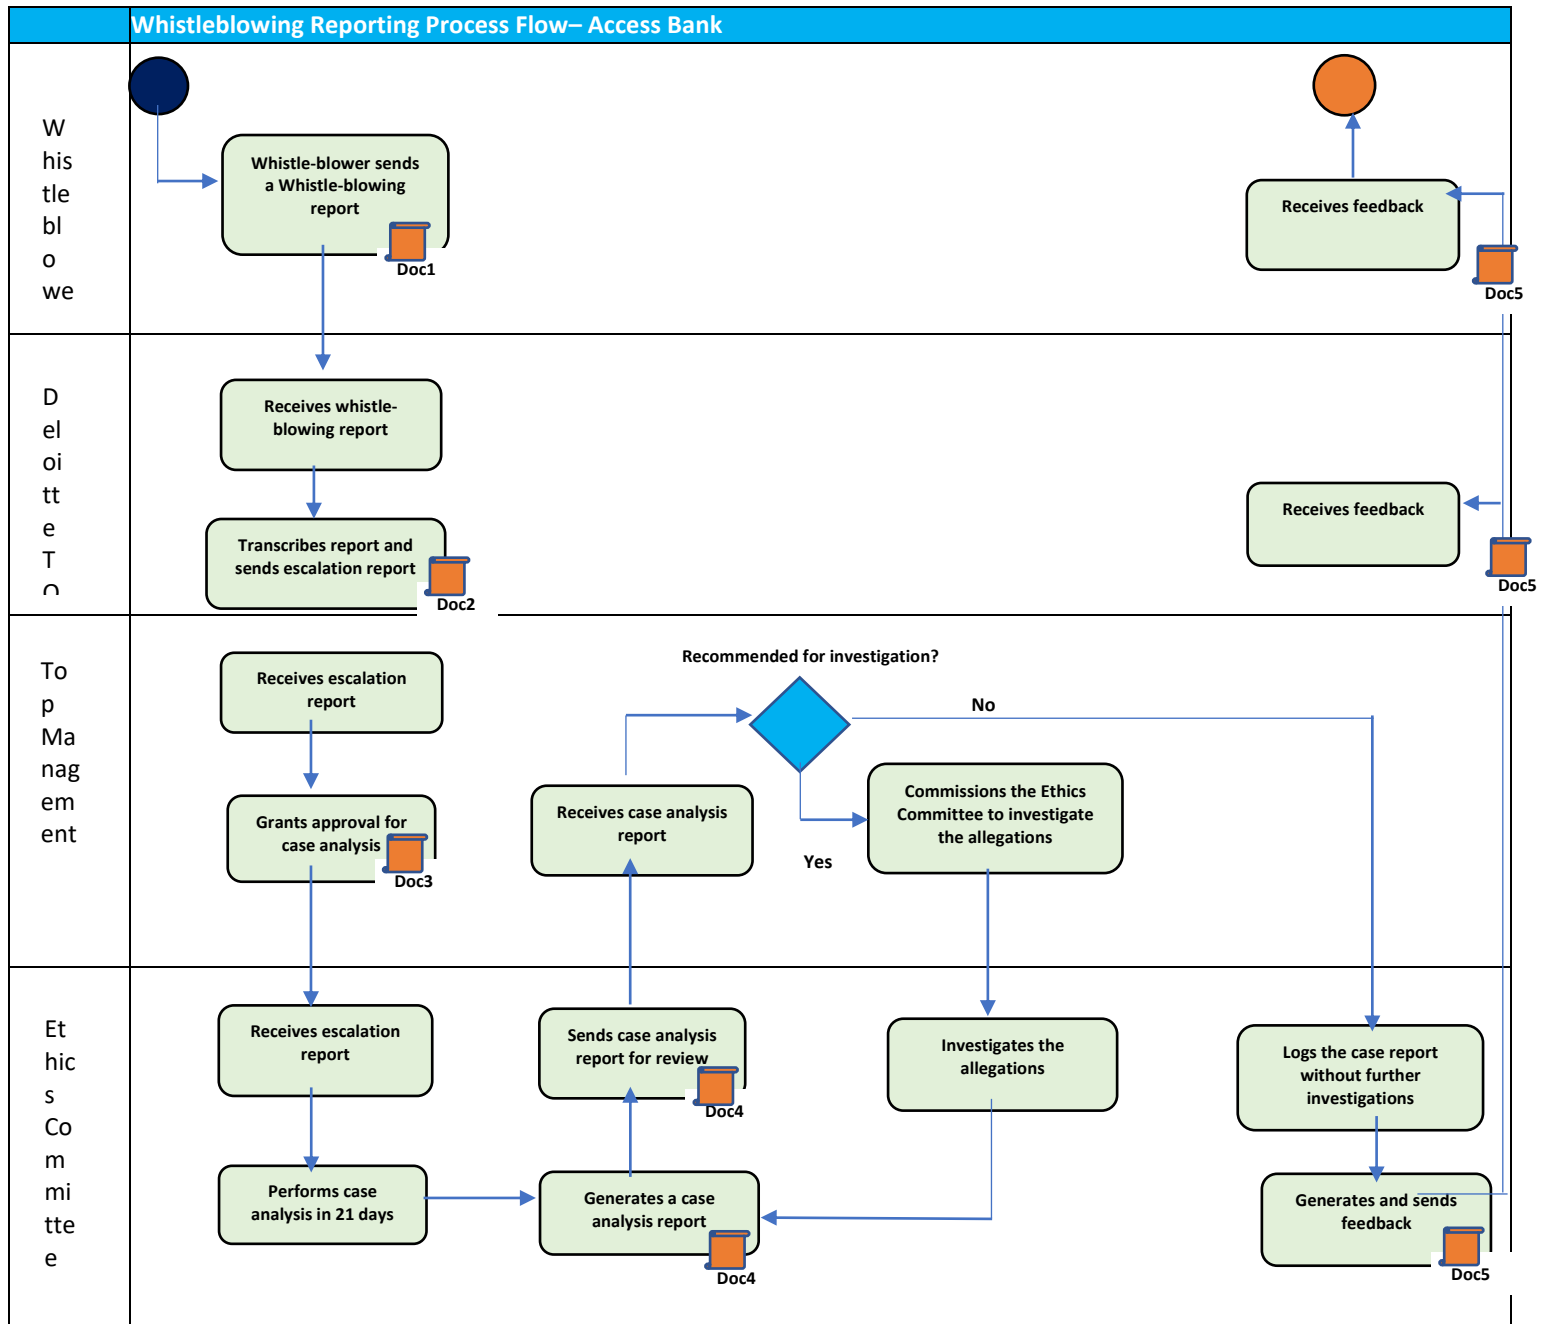 Whistleblowing Reporting Process Flow– Access Bank
W
his
tle
bl
o
we
Whistle-blower sends
a Whistle-blowing
report
Doc1
Receives feedback
Doc5
D
el
oi
tt
e
T
O
Receives whistle-
blowing report
Transcribes report and
sends escalation report
Doc2
Receives feedback
Doc5
To
p
Ma
nag
em
ent
Receives escalation
report
Grants approval for
case analysis
Doc3
Receives case analysis
report
Recommended for investigation?
No
Yes
Commissions the Ethics
Committee to investigate
the allegations
Et
hic
s
Co
m
mi
tte
e
Receives escalation
report
Performs case
analysis in 21 days
Sends case analysis
report for review
Doc4
Generates a case
analysis report
Doc4
Investigates the
allegations
Logs the case report
without further
investigations
Generates and sends
feedback
Doc5